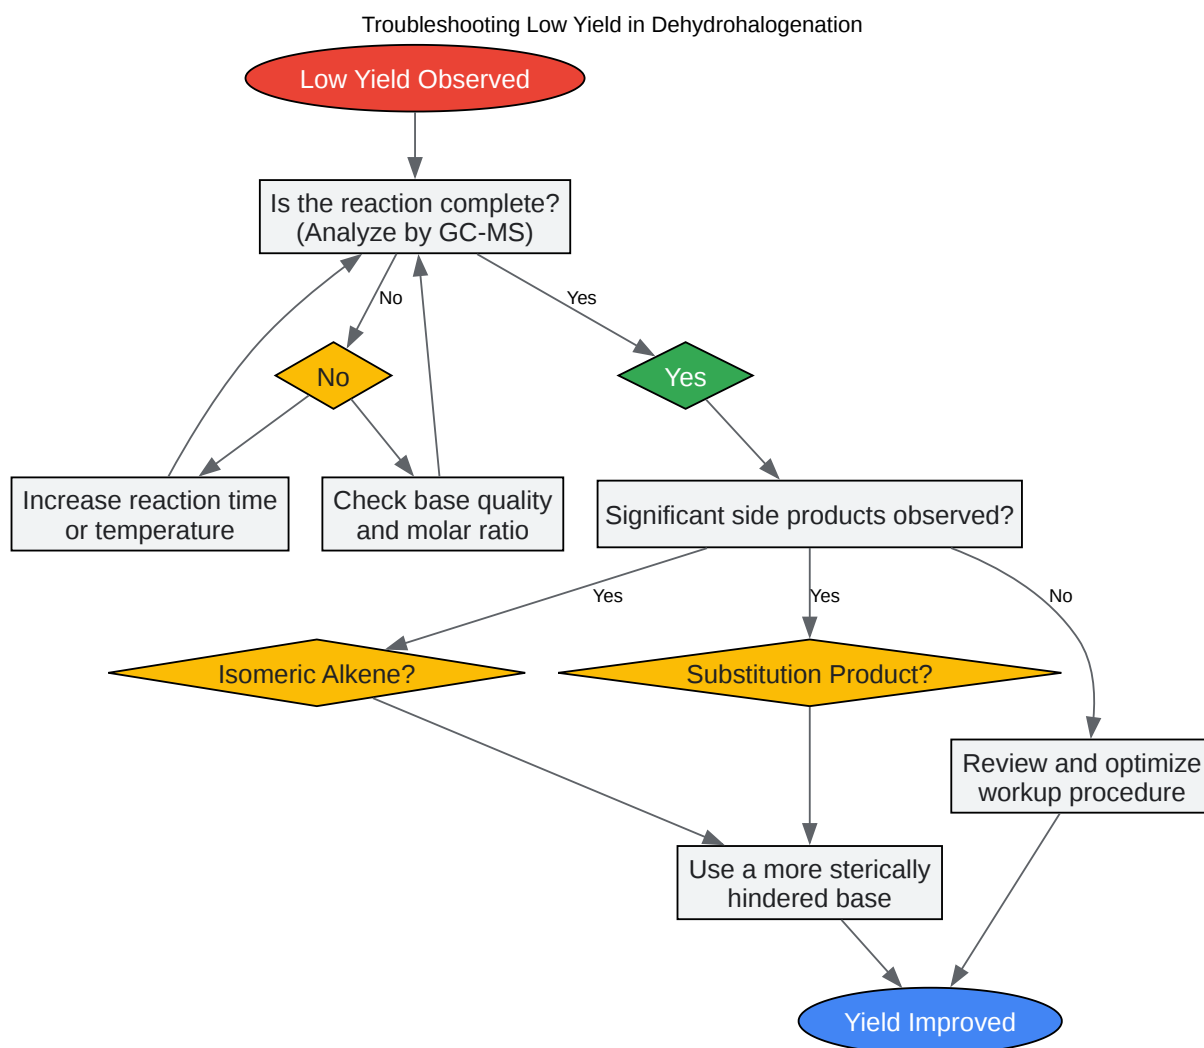 Troubleshooting Low Yield in Dehydrohalogenation
Low Yield Observed
Is the reaction complete?
(Analyze by GC-MS)
No
Yes
No
Yes
Increase reaction time
or temperature
Check base quality
and molar ratio
Significant side products observed?
Yes
Yes
No
Isomeric Alkene?
Substitution Product?
Review and optimize
workup procedure
Use a more sterically
hindered base
Yield Improved